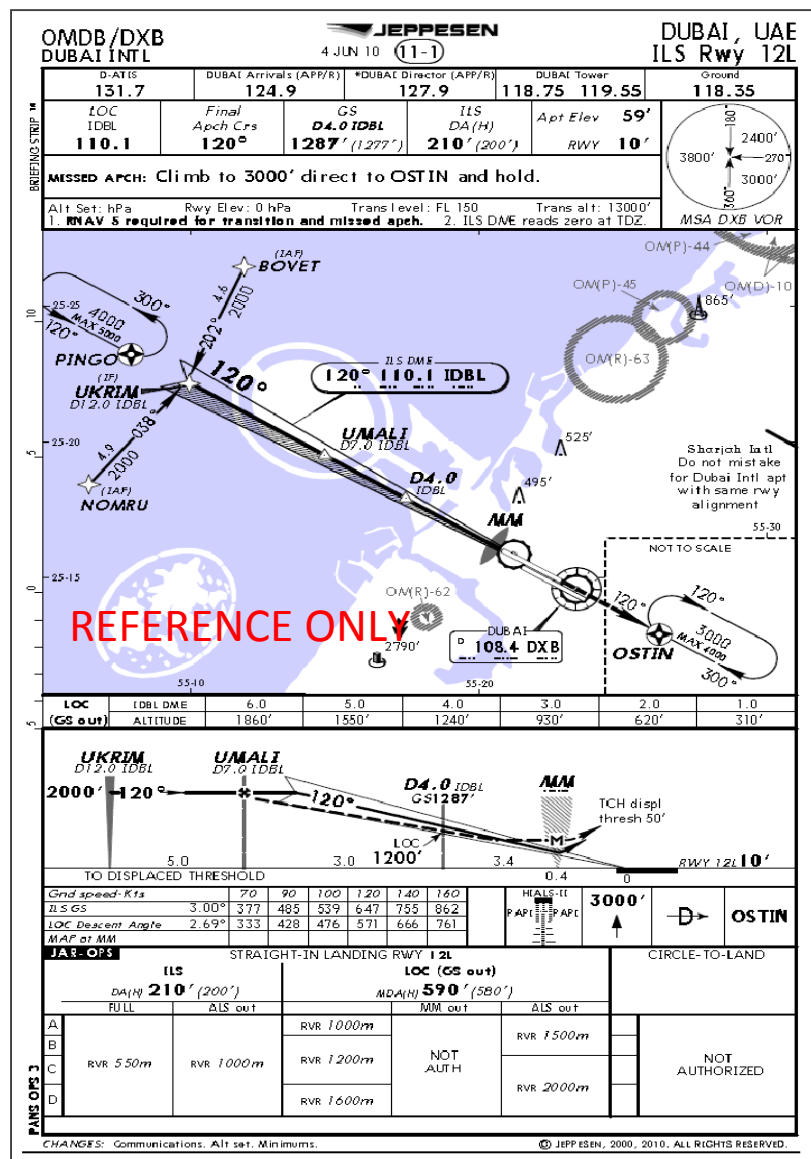 OMDB/DXB
DUBAI INTL
JEPPESEN
4 JUN 10 11-1
DUBAI, UAE
ILS Rwy 12L
D-ATIS
131.7
DUBAI Arrivals (APP/R)
124.9
*DUBAI Director (APP/R)
127.9
DUBAI Tower
118.75 119.55
Ground
118.35
BRIEFING STRIP TM
LOC
IDBL
110.1
Final
Apch Crs
120°
GS
D4.0 IDBL
1287' (1277')
ILS
DA(H)
210' (200')
Apt Elev 59'
RWY 10'
MISSED APCH: Climb to 3000' direct to OSTIN and hold.
Alt Set: hPa Rwy Elev: 0 hPa Trans level: FL 150 Trans alt: 13000'
1. RNAV 5 required for transition and missed apch. 2. ILS DME reads zero at TDZ.
180°
2400'
3800'
270°
3000'
360°
MSA DXB VOR
(IAF)
BOVET
4.6
2000
202°
OM(P)-44
OM(D)-10
OM(P)-45
865'
OM(R)-63
25-25
300°
4000
MAX 5000
120°
PINGO
(IF)
UKRIM
D12.0 IDBL
120°
ILS DME
120° 110.1 IDBL
4.9
038°
2000
(IAF)
NOMRU
UMALI
D7.0 IDBL
D4.0
IDBL
525'
495'
MM
25-20
Sharjah Intl
Do not mistake
for Dubai Intl apt
with same rwy
alignment
55-30
NOT TO SCALE
25-15
OM(R)-62
2790'
REFERENCE ONLY
DUBAI
D 108.4 DXB
120°
120°
3000
MAX 4000
300°
OSTIN
55-10
55-20
10
5
0
5
LOC
(GS out)
IDBL DME 6.0 5.0 4.0 3.0 2.0 1.0
ALTITUDE 1860' 1550' 1240' 930' 620' 310'
UKRIM
D12.0 IDBL
UMALI
D7.0 IDBL
D4.0 IDBL
GS1287'
MM
2000' 120°
120°
TCH displ
thresh 50'
LOC
1200'
M
5.0 3.0 3.4 0.4 0
TO DISPLACED THRESHOLD
RWY 12L 10'
Gnd speed-Kts 70 90 100 120 140 160
ILS GS 3.00° 377 485 539 647 755 862
LOC Descent Angle 2.69° 333 428 476 571 666 761
MAP at MM
HIALS-II
PAPI PAPI
3000'
D
OSTIN
JAR-OPS
STRAIGHT-IN LANDING RWY 12L
CIRCLE-TO-LAND
ILS
DA(H) 210' (200')
LOC (GS out)
MDA(H) 590' (580')
FULL ALS out MM out ALS out
A
B
C
D
RVR 550m
RVR 1000m
RVR 1000m
RVR 1200m
RVR 1600m
NOT
AUTH
RVR 1500m
RVR 2000m
NOT
AUTHORIZED
PANS OPS 3
CHANGES: Communications. Alt set. Minimums.
© JEPPESEN, 2000, 2010. ALL RIGHTS RESERVED.